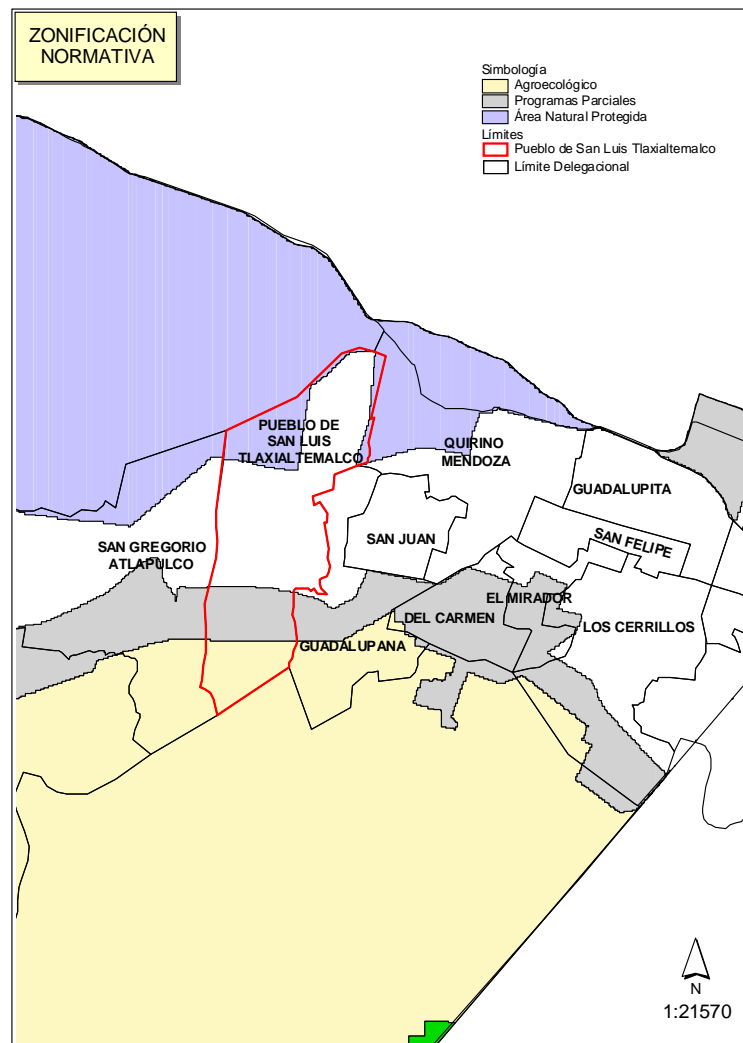 ZONIFICACIÓN
NORMATIVA
Simbología
Agroecológico
Programas Parciales
Área Natural Protegida
Límites
Pueblo de San Luis Tlaxialtemalco
Límite Delegacional
PUEBLO DE
SAN LUIS
TLAXIALTEMALCO
QUIRINO
MENDOZA
GUADALUPITA
SAN GREGORIO
ATLAPULCO
SAN JUAN
SAN FELIPE
EL MIRADOR
DEL CARMEN
LOS CERRILLOS
GUADALUPANA
N
1:21570